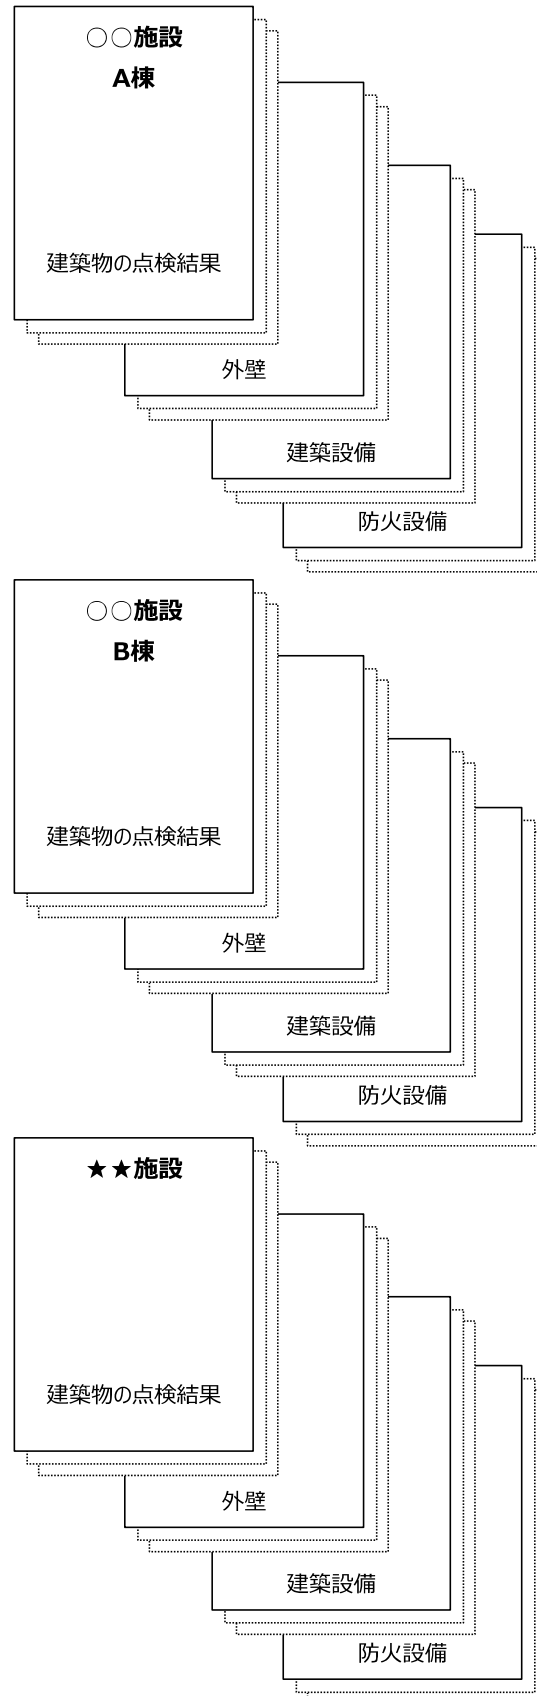 ○○施設
A棟
建築物の点検結果
外壁
建築設備
防火設備
○○施設
B棟
建築物の点検結果
外壁
建築設備
防火設備
★★施設
建築物の点検結果
外壁
建築設備
防火設備